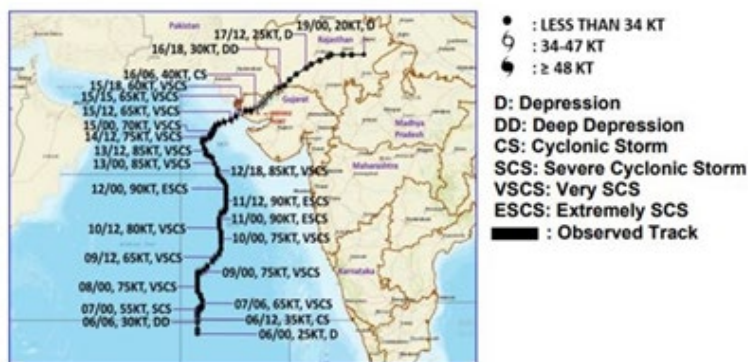 Pakistan
19/00, 20KT, D
17/12, 25KT, D
Rajasthan
16/18, 30KT, DD
16/06, 40KT, CS
15/18, 60KT, VSCS
15/15, 65KT, VSCS
15/12, 65KT, VSCS
Gujarat
15/00, 70KT, VSCS
14/12, 75KT, VSCS
Madhya
Pradesh
13/12, 85KT, VSCS
13/00, 85KT, VSCS
12/18, 85KT, VSCS
Maharashtra
12/00, 90KT, ESCS
11/12, 90KT, ESCS
11/00, 90KT, ESCS
10/12, 80KT, VSCS
10/00, 75KT, VSCS
09/12, 65KT, VSCS
09/00, 75KT, VSCS
Karnataka
08/00, 75KT, VSCS
07/06, 65KT, VSCS
07/00, 55KT, SCS
06/12, 35KT, CS
06/06, 30KT, DD
06/00, 25KT, D
: LESS THAN 34 KT
: 34-47 KT
: ≥ 48 KT
D: Depression
DD: Deep Depression
CS: Cyclonic Storm
SCS: Severe Cyclonic Storm
VSCS: Very SCS
ESCS: Extremely SCS
: Observed Track